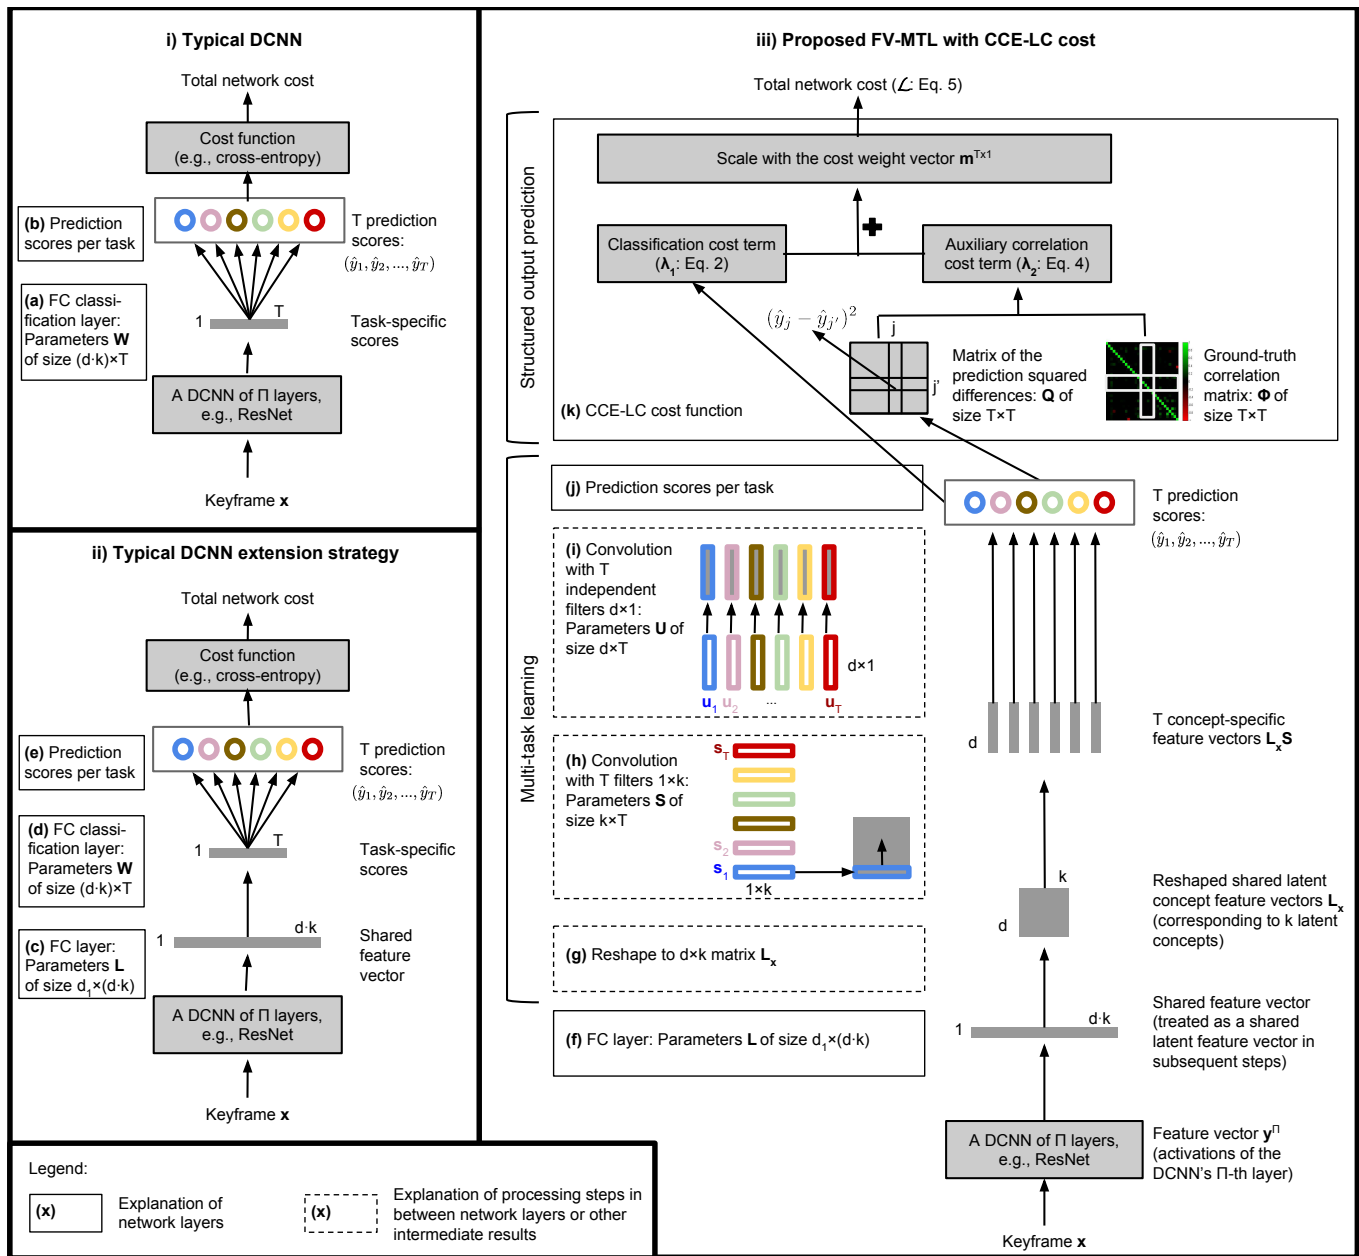 i) Typical DCNN
Total network cost
Cost function
(e.g., cross-entropy)
(b) Prediction
scores per task
T prediction
scores:
(ŷ₁, ŷ₂, ..., ŷ_T)
(a) FC classi-
fication layer:
Parameters W
of size (d·k)×T
1
T
Task-specific
scores
A DCNN of Π layers,
e.g., ResNet
Keyframe x
ii) Typical DCNN extension strategy
Total network cost
Cost function
(e.g., cross-entropy)
(e) Prediction
scores per task
T prediction
scores:
(ŷ₁, ŷ₂, ..., ŷ_T)
(d) FC classi-
fication layer:
Parameters W
of size (d·k)×T
1
T
Task-specific
scores
(c) FC layer:
Parameters L
of size d₁×(d·k)
1
d·k
Shared
feature
vector
A DCNN of Π layers,
e.g., ResNet
Keyframe x
Legend:
(x)
Explanation of
network layers
(x)
Explanation of processing steps in
between network layers or other
intermediate results
iii) Proposed FV-MTL with CCE-LC cost
Total network cost (ℒ: Eq. 5)
Structured output prediction
Scale with the cost weight vector m^Tx1
Classification cost term
(λ₁: Eq. 2)
Auxiliary correlation
cost term (λ₂: Eq. 4)
(ŷ_j − ŷ_j′)²
j
j'
Matrix of the
prediction squared
differences: Q of
size T×T
Ground-truth
correlation
matrix: Φ of
size T×T
(k) CCE-LC cost function
Multi-task learning
(j) Prediction scores per task
T prediction
scores:
(ŷ₁, ŷ₂, ..., ŷ_T)
(i) Convolution
with T
independent
filters d×1:
Parameters U of
size d×T
d×1
u₁ u₂ ... u_T
d
T concept-specific
feature vectors LₓS
(h) Convolution
with T filters 1×k:
Parameters S of
size k×T
s_T
s₂
s₁
1×k
k
d
Reshaped shared latent
concept feature vectors Lₓ
(corresponding to k latent
concepts)
(g) Reshape to d×k matrix Lₓ
(f) FC layer: Parameters L of size d₁×(d·k)
1
d·k
Shared feature vector
(treated as a shared
latent feature vector in
subsequent steps)
A DCNN of Π layers,
e.g., ResNet
Feature vector y^Π
(activations of the
DCNN's Π-th layer)
Keyframe x